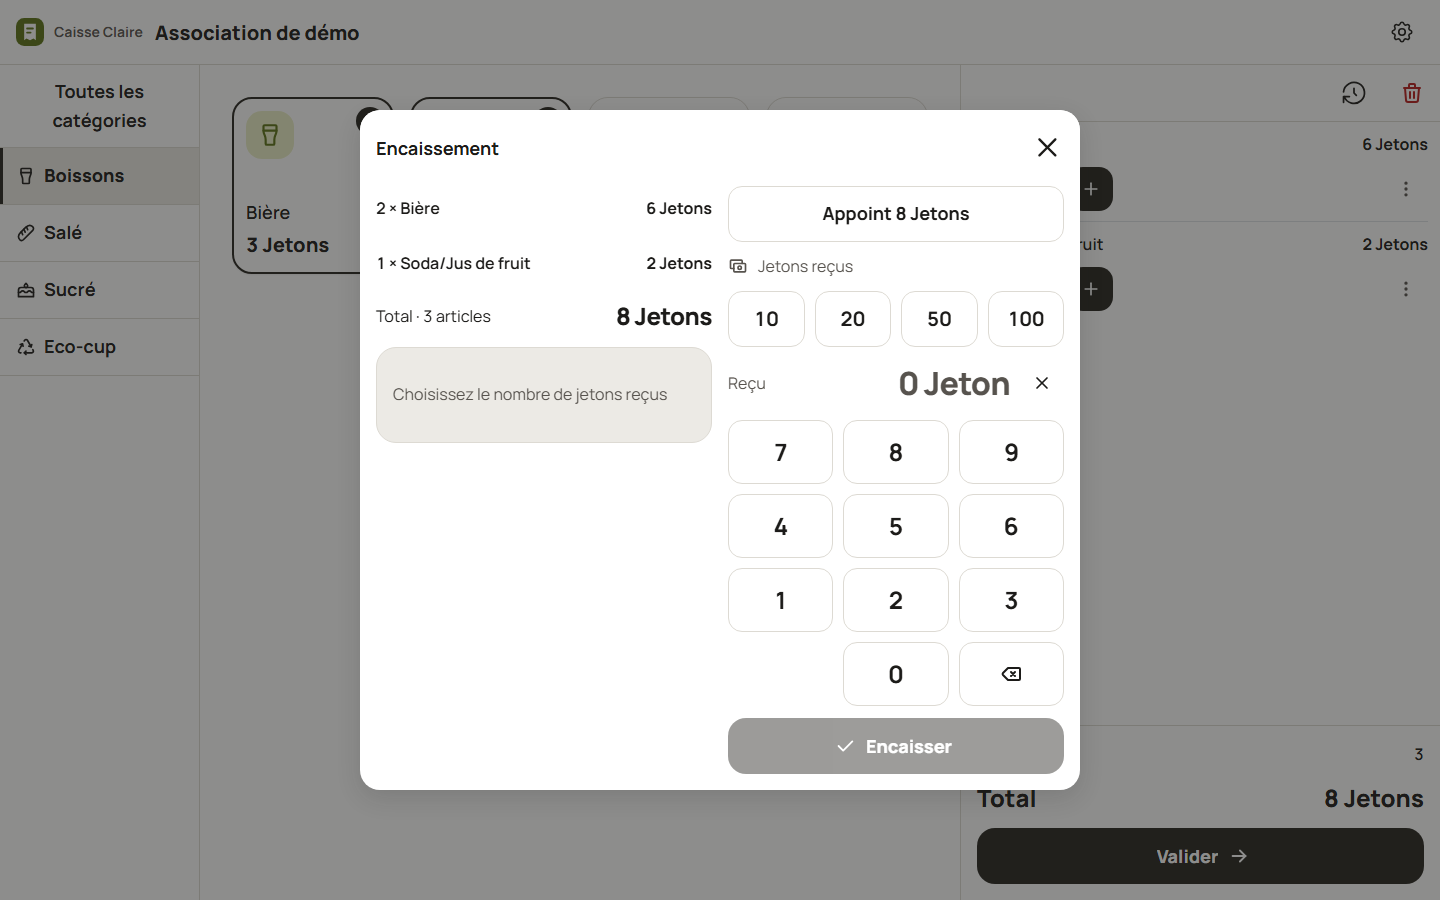 Caisse Claire Association de démo
Toutes les
catégories
Boissons
Salé
Sucré
Eco-cup
Bière
3 Jetons
Encaissement
2 × Bière 6 Jetons
1 × Soda/Jus de fruit 2 Jetons
Total · 3 articles 8 Jetons
Choisissez le nombre de jetons reçus
Appoint 8 Jetons
Jetons reçus
10 20 50 100
Reçu 0 Jeton
7 8 9
4 5 6
1 2 3
0
Encaisser
6 Jetons
2 Jetons
3
Total 8 Jetons
Valider